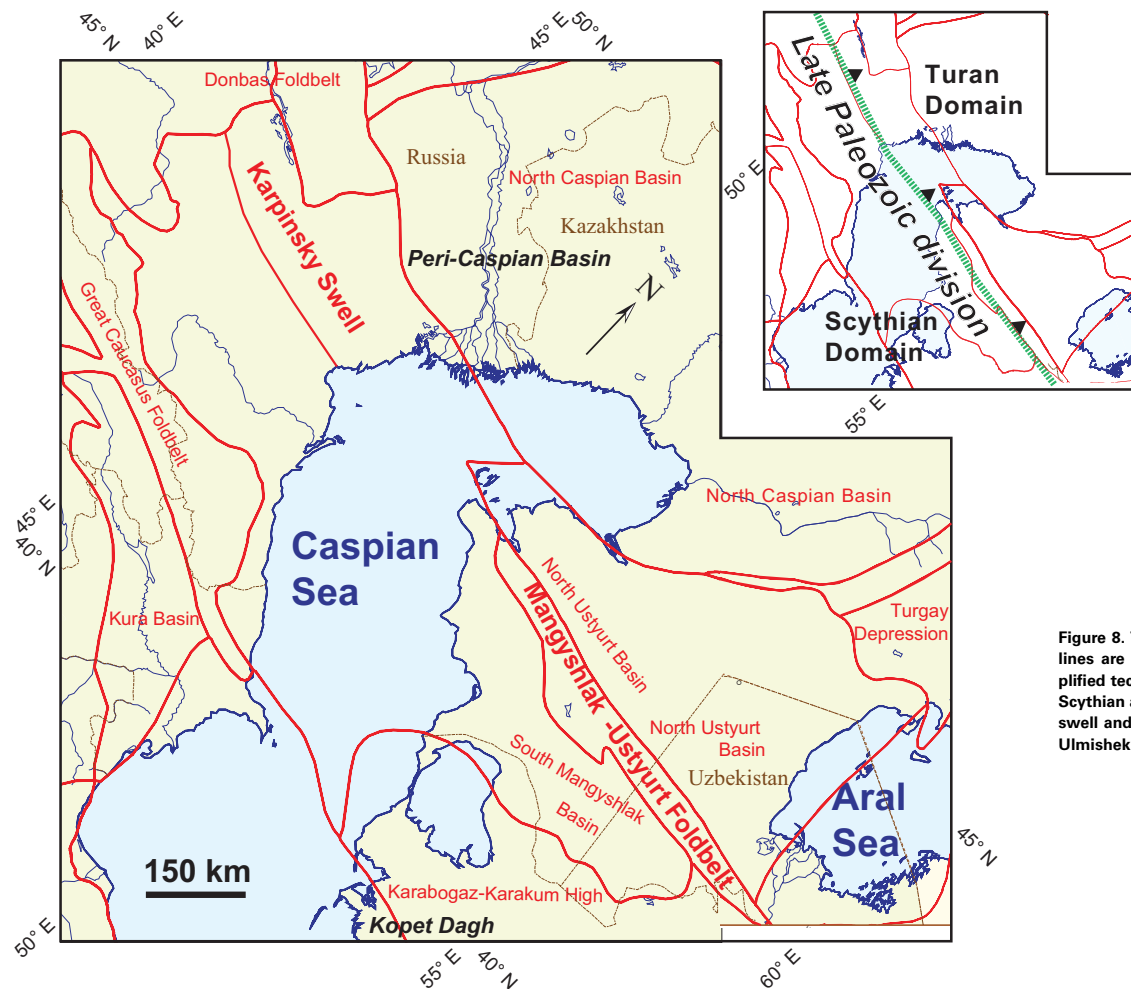 45° N
40° E
45° E
50° N
Donbas Foldbelt
Russia
North Caspian Basin
Kazakhstan
Karpinsky Swell
Peri-Caspian Basin
N
Great Caucasus Foldbelt
45° E
40° N
Caspian
Sea
North Caspian Basin
Kura Basin
North Ustyurt Basin
Turgay
Depression
Mangyshlak -Ustyurt Foldbelt
North Ustyurt
Basin
South Mangyshlak
Basin
Uzbekistan
Aral
Sea
45° N
150 km
Karabogaz-Karakum High
Kopet Dagh
50° E
55° E
40° N
60° E
Late Paleozoic division
Turan
Domain
50° E
Scythian
Domain
55° E
Figure 8.
lines are
plified tec
Scythian a
swell and
Ulmishek